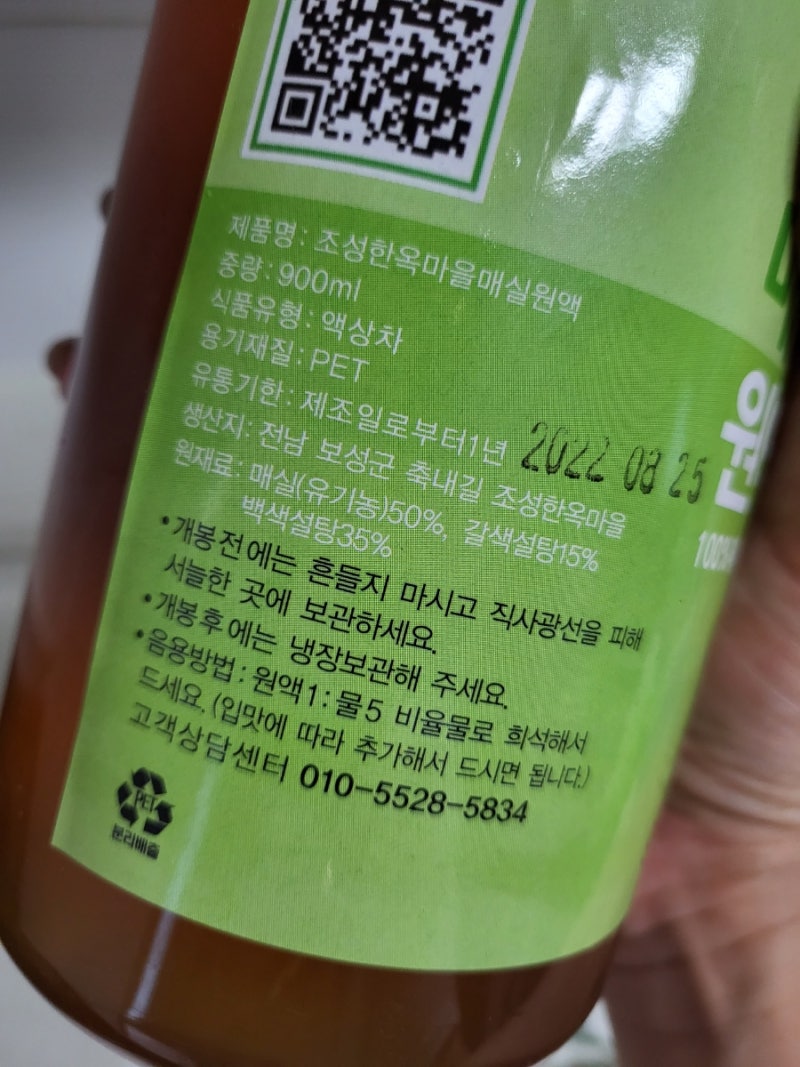 제품명: 조성한옥마을매실원액
중량: 900ml
식품유형: 액상차
용기재질: PET
유통기한: 제조일로부터1년 2022 08 25
생산지: 전남 보성군 축내길 조성한옥마을
원재료: 매실(유기농)50%, 갈색설탕15%
백색설탕35%
• 개봉 전에는 흔들지 마시고 직사광선을 피해
서늘한 곳에 보관하세요.
• 개봉 후에는 냉장보관해 주세요.
• 음용방법: 원액1:물5 비율물로 희석해서
드세요. (입맛에 따라 추가해서 드시면 됩니다.)
고객상담센터 010-5528-5834
PET
분리배출
원
100%